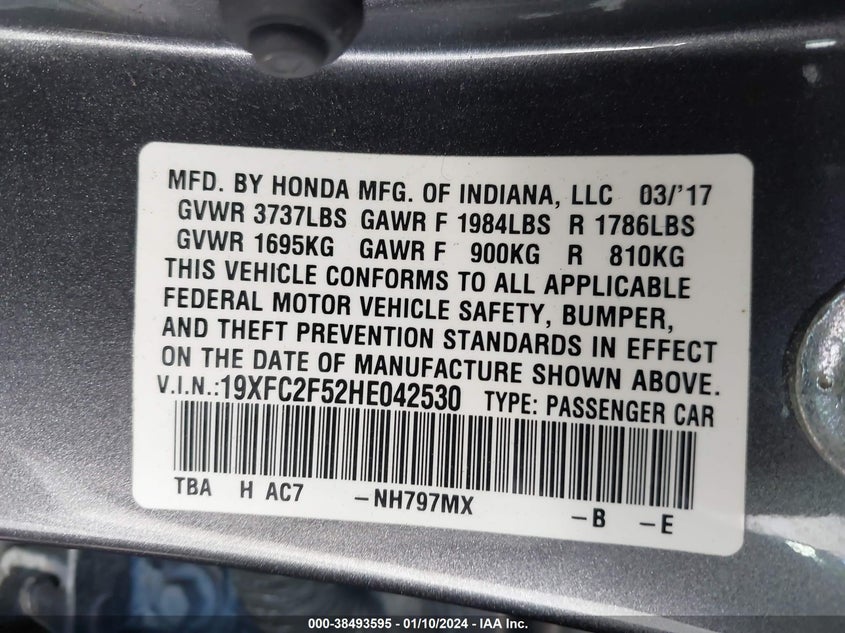 MFD. BY HONDA MFG. OF INDIANA, LLC 03/'17
GVWR 3737LBS GAWR F 1984LBS R 1786LBS
GVWR 1695KG GAWR F 900KG R 810KG
THIS VEHICLE CONFORMS TO ALL APPLICABLE
FEDERAL MOTOR VEHICLE SAFETY, BUMPER,
AND THEFT PREVENTION STANDARDS IN EFFECT
ON THE DATE OF MANUFACTURE SHOWN ABOVE.
V.I.N.:19XFC2F52HE042530 TYPE: PASSENGER CAR
TBA H AC7 -NH797MX -B -E
000-38493595 - 01/10/2024 - IAA Inc.